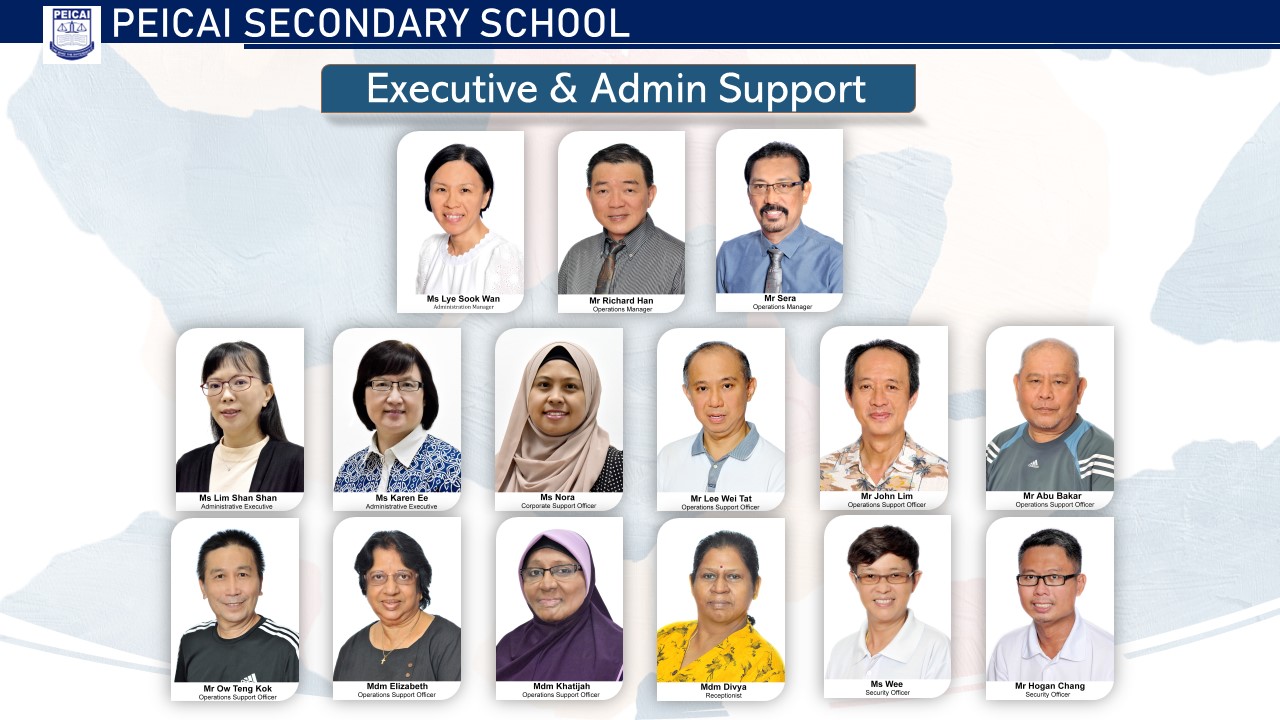 PEICAI
PEICAI SECONDARY SCHOOL
Executive & Admin Support
Ms Lye Sook Wan
Administration Manager
Mr Richard Han
Operations Manager
Mr Sera
Operations Manager
Ms Lim Shan Shan
Administrative Executive
Ms Karen Ee
Administrative Executive
Ms Nora
Corporate Support Officer
Mr Lee Wei Tat
Operations Support Officer
Mr John Lim
Operations Support Officer
Mr Abu Bakar
Operations Support Officer
adidas
Mr Ow Teng Kok
Operations Support Officer
Mdm Elizabeth
Operations Support Officer
Mdm Khatijah
Operations Support Officer
Mdm Divya
Receptionist
Ms Wee
Security Officer
Mr Hogan Chang
Security Officer